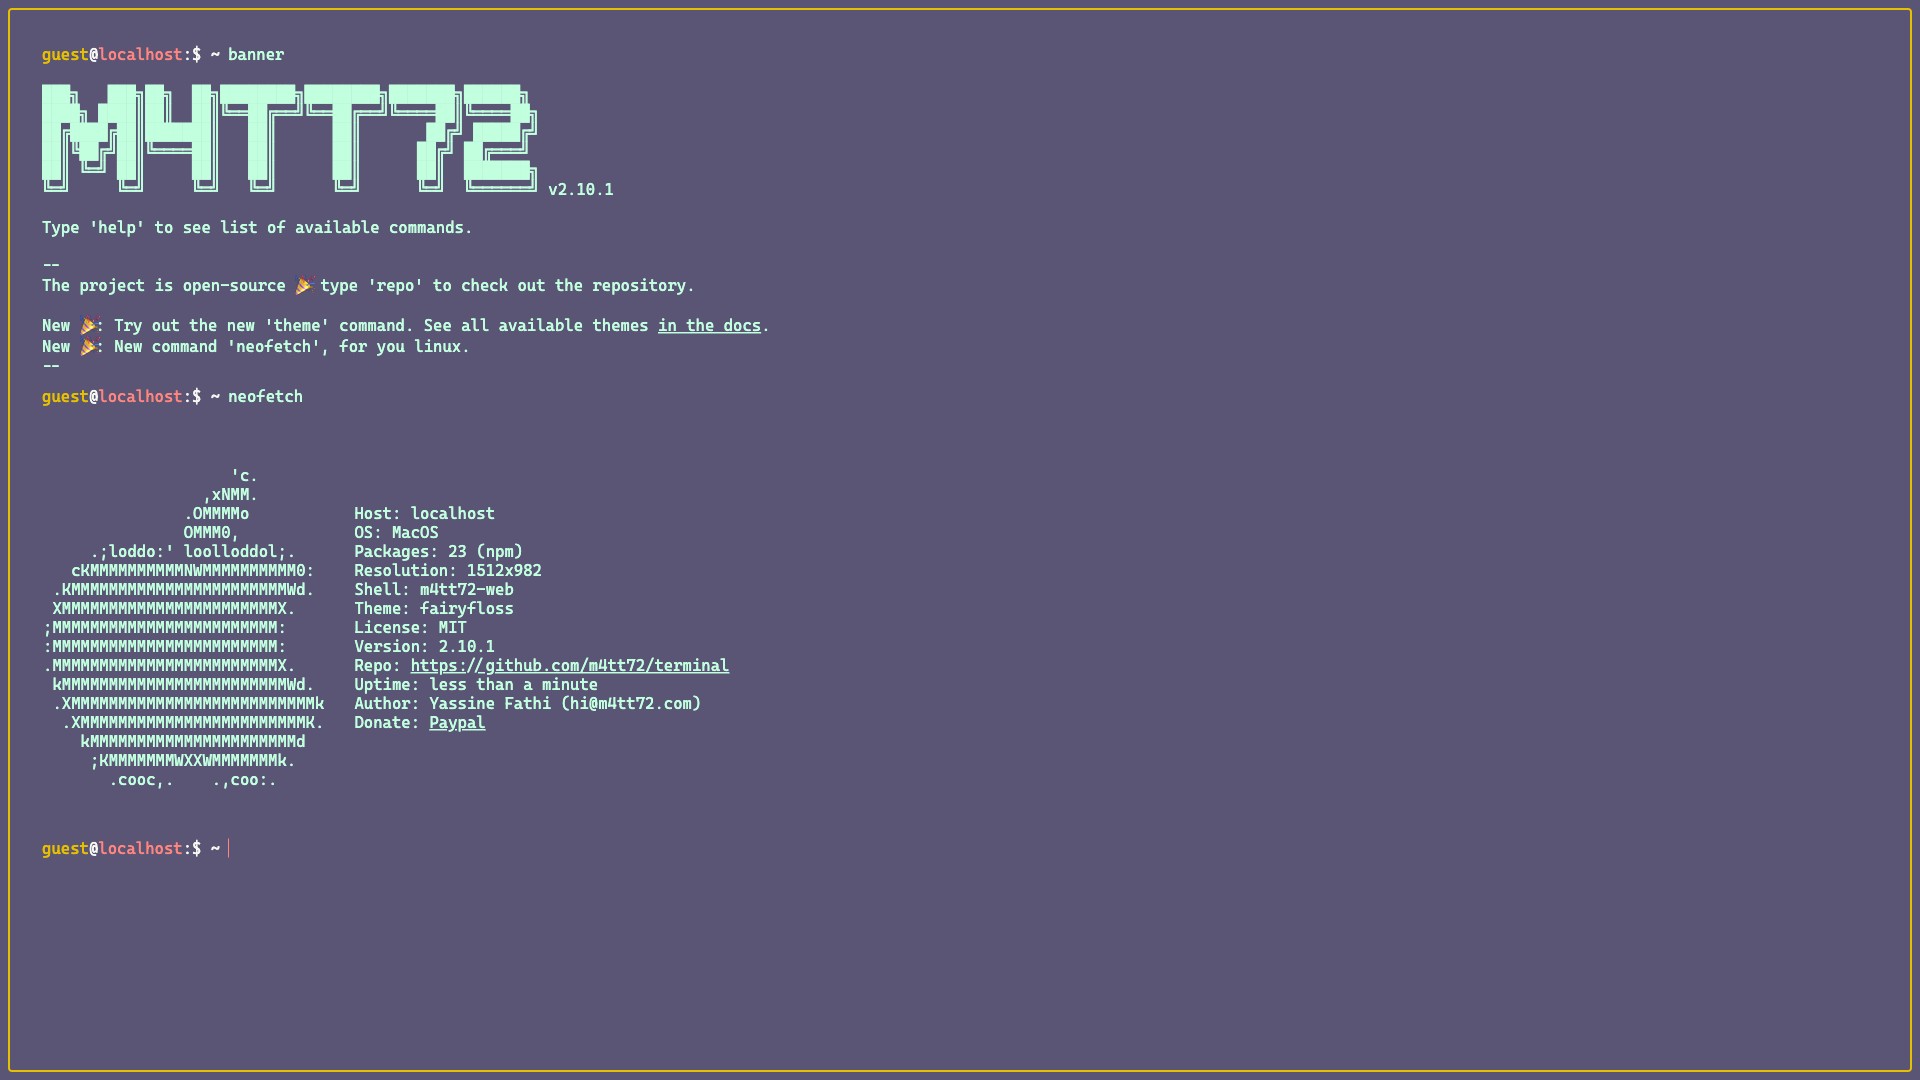 guest@localhost:$ ~ banner
M4TT72 v2.10.1
Type 'help' to see list of available commands.
--
The project is open-source 🎉 type 'repo' to check out the repository.
New 🎉: Try out the new 'theme' command. See all available themes in the docs.
New 🎉: New command 'neofetch', for you linux.
--
guest@localhost:$ ~ neofetch
'c.
,xNMM.
.OMMMMo Host: localhost
OMMM0, OS: MacOS
.;loddo:' loolloddol;. Packages: 23 (npm)
cKMMMMMMMMMMNWMMMMMMMMMM0: Resolution: 1512x982
.KMMMMMMMMMMMMMMMMMMMMMMMWd. Shell: m4tt72-web
XMMMMMMMMMMMMMMMMMMMMMMMX. Theme: fairyfloss
;MMMMMMMMMMMMMMMMMMMMMMMM: License: MIT
:MMMMMMMMMMMMMMMMMMMMMMMM: Version: 2.10.1
.MMMMMMMMMMMMMMMMMMMMMMMMX. Repo: https://github.com/m4tt72/terminal
kMMMMMMMMMMMMMMMMMMMMMMMMWd. Uptime: less than a minute
.XMMMMMMMMMMMMMMMMMMMMMMMMMMk Author: Yassine Fathi (hi@m4tt72.com)
.XMMMMMMMMMMMMMMMMMMMMMMMMK. Donate: Paypal
kMMMMMMMMMMMMMMMMMMMMMMd
;KMMMMMMMWXXWMMMMMMMk.
.cooc,. .,coo:.
guest@localhost:$ ~